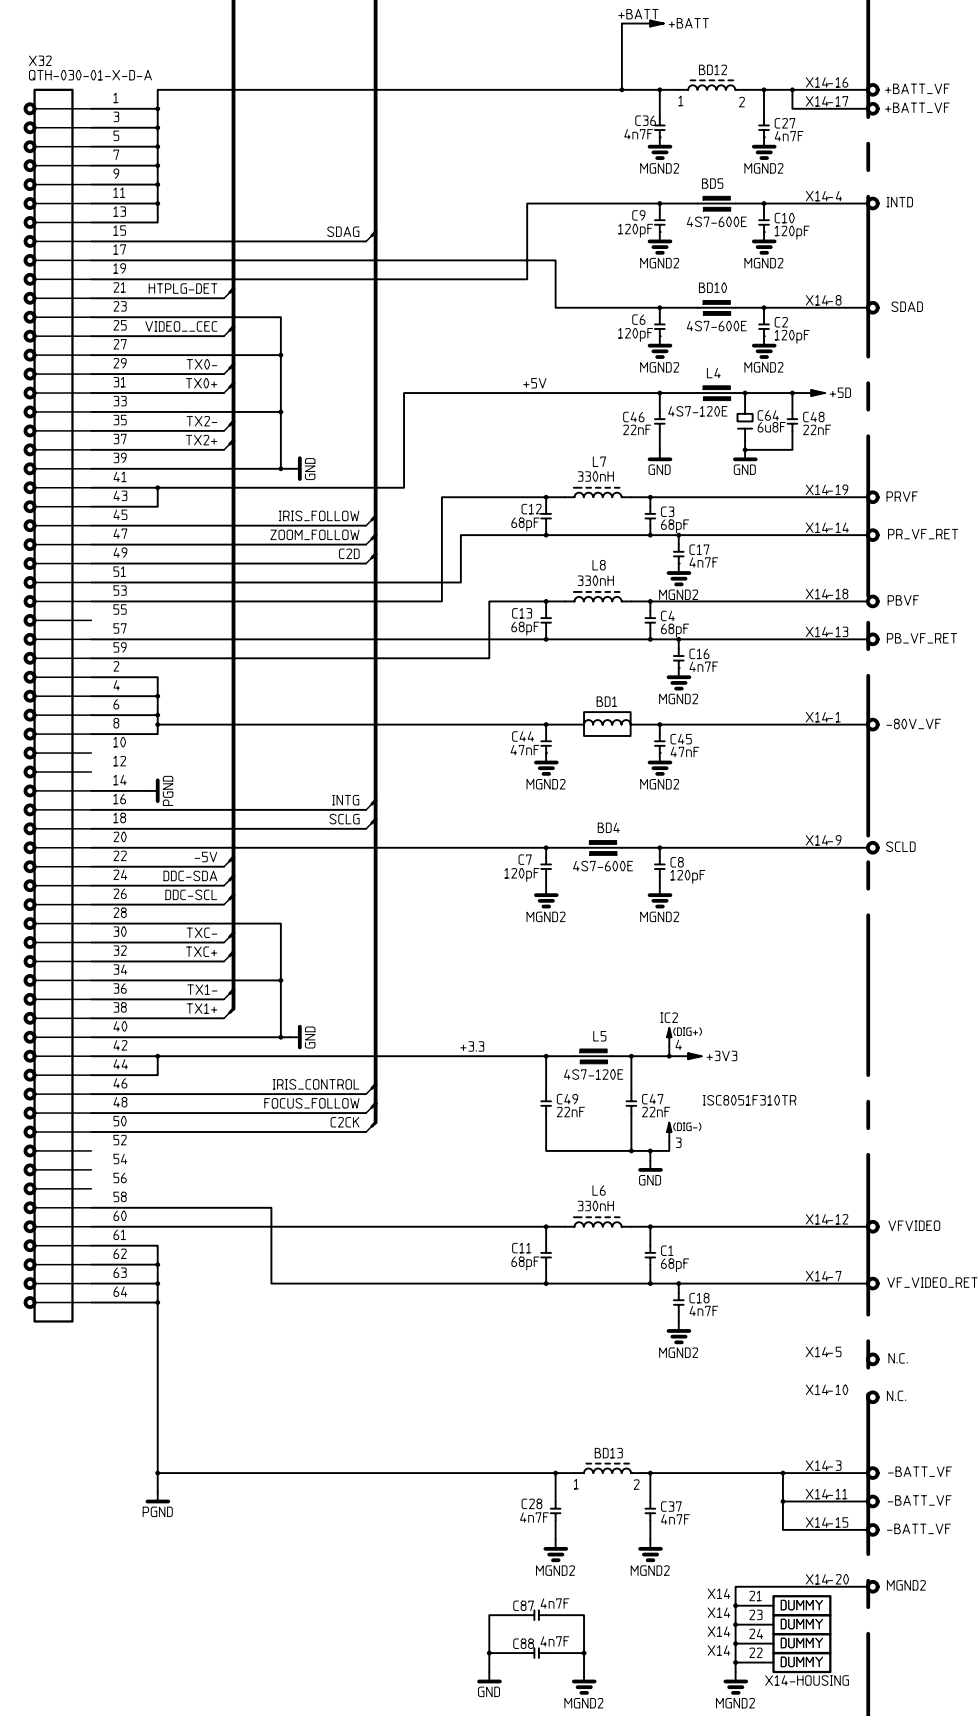 +BATT
+BATT
X32
QTH-030-01-X-D-A
BD12
X14-16
+BATT_VF
1
1
2
X14-17
+BATT_VF
3
C36
4n7F
C27
4n7F
5
7
MGND2
MGND2
9
BD5
11
X14-4
INTD
13
C9
120pF
4S7-600E
C10
120pF
15
SDAG
17
MGND2
MGND2
19
21
HTPLG-DET
BD10
23
X14-8
SDAD
25
VIDEO__CEC
C6
120pF
4S7-600E
C2
120pF
27
29
TX0-
MGND2
MGND2
31
TX0+
+5V
L4
+5D
33
35
TX2-
C46
22nF
4S7-120E
C64
6u8F
C48
22nF
37
TX2+
39
GND
GND
GND
41
L7
330nH
43
X14-19
PRVF
45
IRIS_FOLLOW
C12
68pF
C3
68pF
47
ZOOM_FOLLOW
X14-14
PR_VF_RET
49
C2D
C17
4n7F
51
L8
330nH
53
MGND2
X14-18
PBVF
55
C13
68pF
C4
68pF
57
X14-13
PB_VF_RET
59
C16
4n7F
2
4
MGND2
6
BD1
8
X14-1
-80V_VF
10
C44
47nF
C45
47nF
12
14
PGND
MGND2
MGND2
16
INTG
18
SCLG
20
BD4
X14-9
SCLD
22
-5V
C7
120pF
4S7-600E
C8
120pF
24
DDC-SDA
26
DDC-SCL
28
MGND2
MGND2
30
TXC-
32
TXC+
34
36
TX1-
38
TX1+
IC2
40
GND
(DIG+)
4
42
+3.3
L5
+3V3
44
4S7-120E
46
IRIS_CONTROL
C49
22nF
C47
22nF
ISC8051F310TR
48
FOCUS_FOLLOW
50
C2CK
(DIG-)
3
52
54
GND
56
58
L6
330nH
60
X14-12
VFVIDEO
61
C11
68pF
C1
68pF
62
63
X14-7
VF_VIDEO_RET
64
C18
4n7F
MGND2
X14-5
N.C.
X14-10
N.C.
BD13
X14-3
-BATT_VF
1
2
X14-11
-BATT_VF
PGND
C28
4n7F
C37
4n7F
X14-15
-BATT_VF
MGND2
MGND2
X14-20
MGND2
X14
21
DUMMY
C87
4n7F
X14
23
DUMMY
X14
24
DUMMY
C88
4n7F
X14
22
DUMMY
X14-HOUSING
GND
MGND2
MGND2